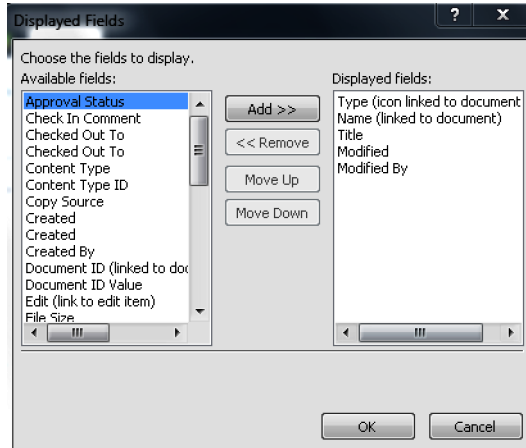 Displayed Fields
?
X
Choose the fields to display.
Available fields:
Approval Status
Check In Comment
Checked Out To
Checked Out To
Content Type
Content Type ID
Copy Source
Created
Created
Created By
Document ID (linked to doc
Document ID Value
Edit (link to edit item)
File Size
Add >>
<< Remove
Move Up
Move Down
Displayed fields:
Type (icon linked to document
Name (linked to document)
Title
Modified
Modified By
OK
Cancel